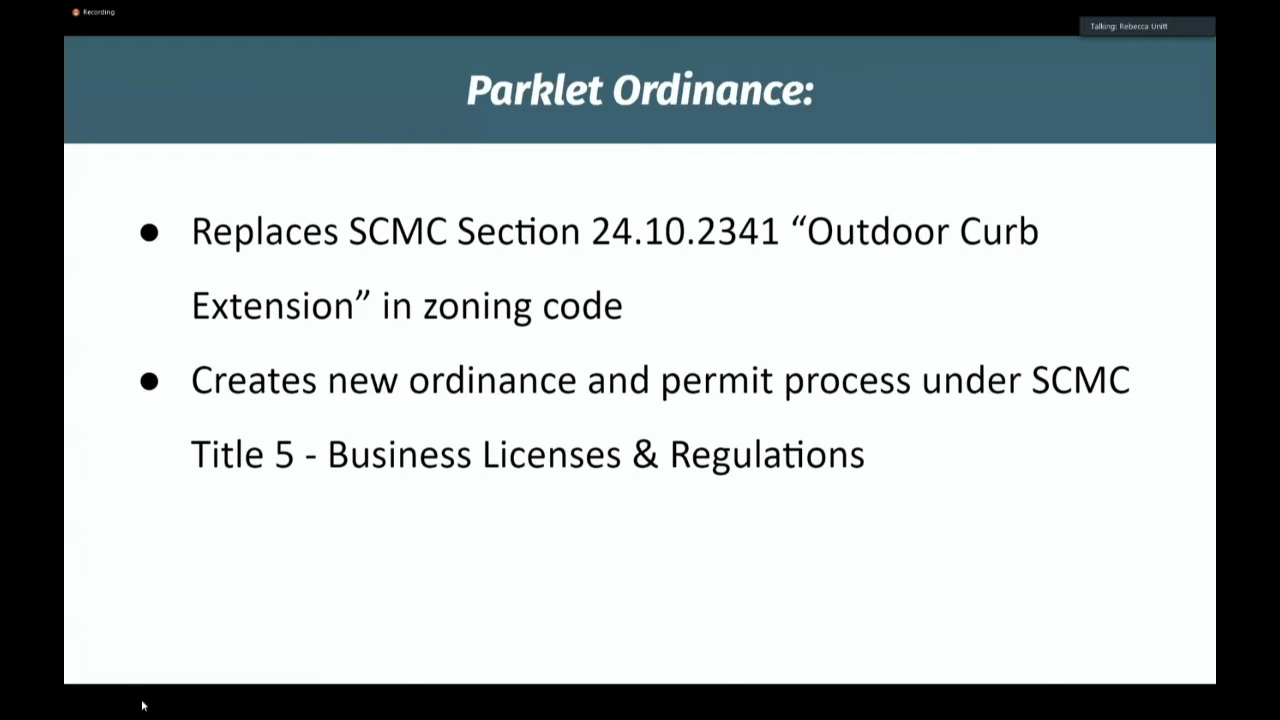 Recording
Talking: Rebecca Unitt
Parklet Ordinance:
● Replaces SCMC Section 24.10.2341 “Outdoor Curb
Extension” in zoning code
● Creates new ordinance and permit process under SCMC
Title 5 - Business Licenses & Regulations